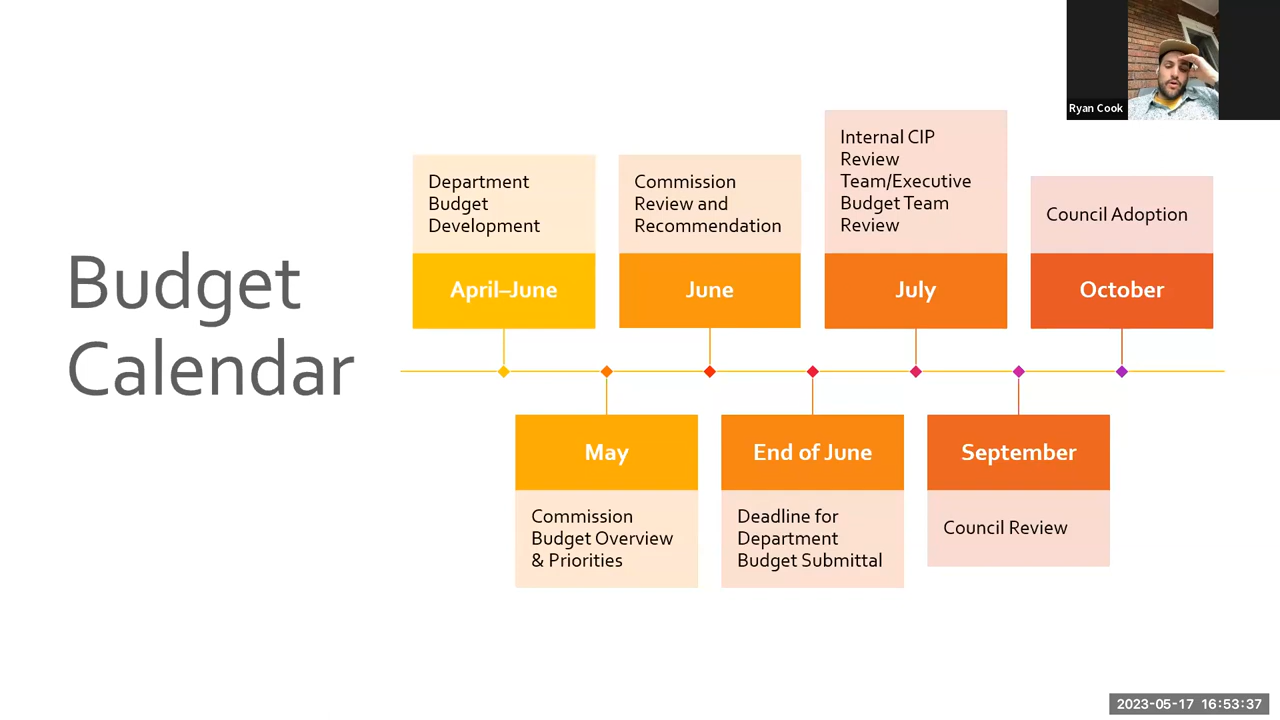 Ryan Cook
Budget
Calendar
Department
Budget
Development
April–June
Commission
Review and
Recommendation
June
Internal CIP
Review
Team/Executive
Budget Team
Review
July
Council Adoption
October
May
Commission
Budget Overview
& Priorities
End of June
Deadline for
Department
Budget Submittal
September
Council Review
2023-05-17 16:53:37